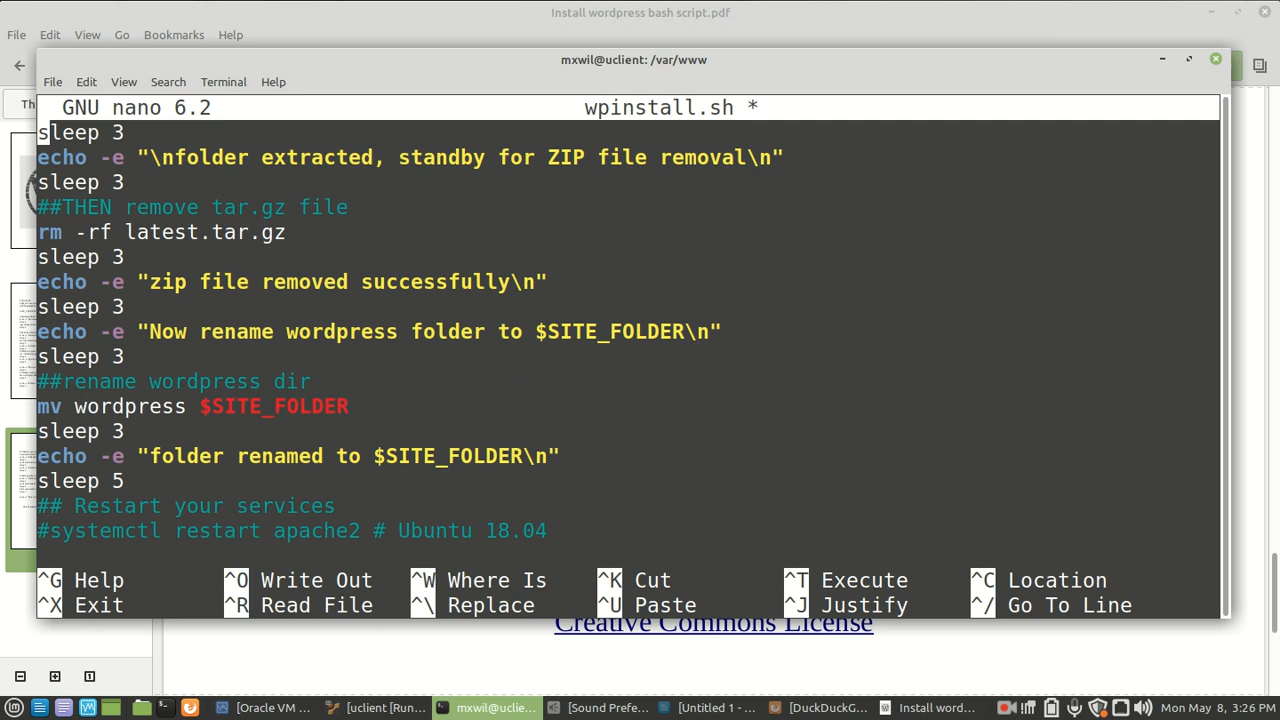 Install wordpress bash script.pdf
File Edit View Go Bookmarks Help
mxwil@uclient: /var/www
File Edit View Search Terminal Help
Th
GNU nano 6.2 wpinstall.sh *
sleep 3
echo -e "\nfolder extracted, standby for ZIP file removal\n"
sleep 3
##THEN remove tar.gz file
rm -rf latest.tar.gz
sleep 3
echo -e "zip file removed successfully\n"
sleep 3
echo -e "Now rename wordpress folder to $SITE_FOLDER\n"
sleep 3
##rename wordpress dir
mv wordpress $SITE_FOLDER
sleep 3
echo -e "folder renamed to $SITE_FOLDER\n"
sleep 5
## Restart your services
#systemctl restart apache2 # Ubuntu 18.04
^G Help ^O Write Out ^W Where Is ^K Cut ^T Execute ^C Location
^X Exit ^R Read File ^\ Replace ^U Paste ^J Justify ^/ Go To Line
Creative Commons License
[Oracle VM ... [uclient [Run... mxwil@uclie... [Sound Prefe... [Untitled 1 - ... [DuckDuckG... Install word... Mon May 8, 3:26 PM